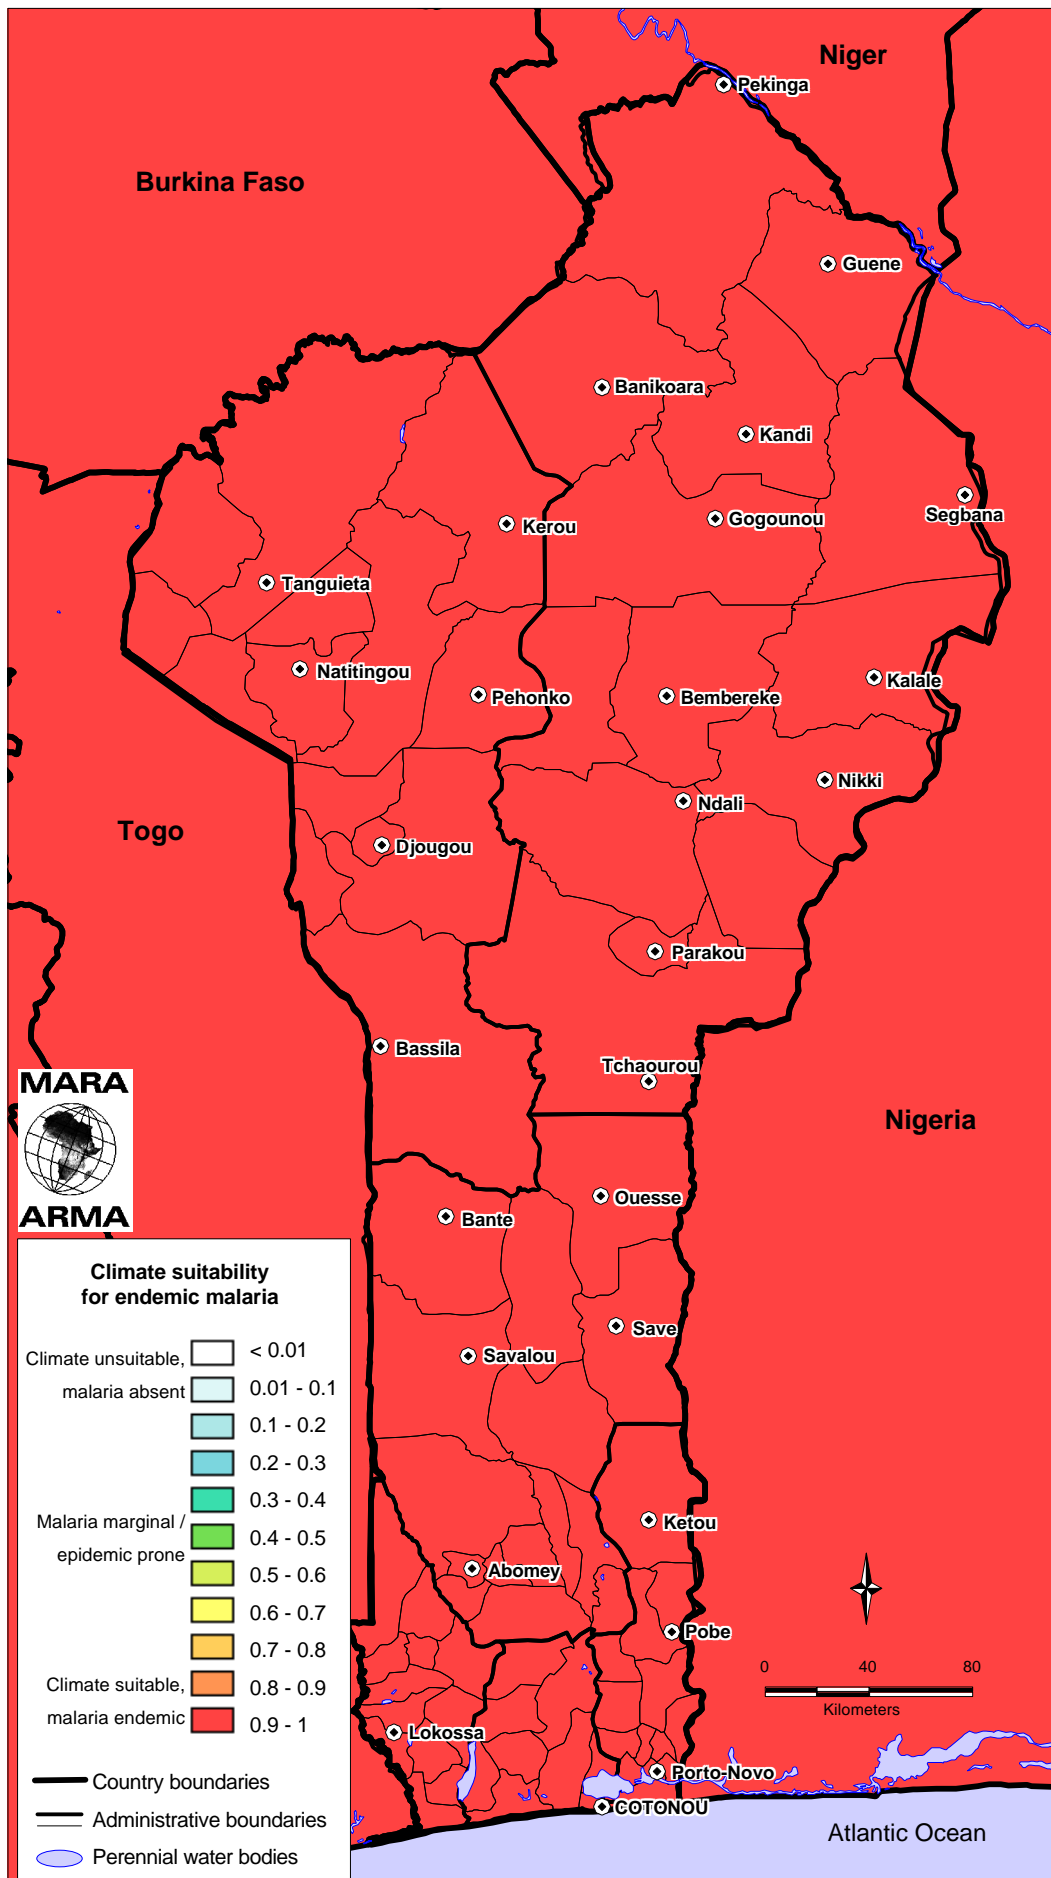 Niger
Pekinga
Burkina Faso
Guene
Banikoara
Kandi
Segbana
Gogounou
Kerou
Tanguieta
Natitingou
Kalale
Pehonko
Bembereke
Nikki
Ndali
Togo
Djougou
Parakou
Bassila
Tchaourou
MARA
ARMA
Nigeria
Ouesse
Bante
Save
Savalou
Ketou
Abomey
Pobe
Lokossa
Porto-Novo
COTONOU
Atlantic Ocean
0 40 80
Kilometers
Climate suitability
for endemic malaria
Climate unsuitable,
malaria absent
< 0.01
0.01 - 0.1
0.1 - 0.2
0.2 - 0.3
0.3 - 0.4
Malaria marginal /
epidemic prone
0.4 - 0.5
0.5 - 0.6
0.6 - 0.7
0.7 - 0.8
Climate suitable,
malaria endemic
0.8 - 0.9
0.9 - 1
Country boundaries
Administrative boundaries
Perennial water bodies